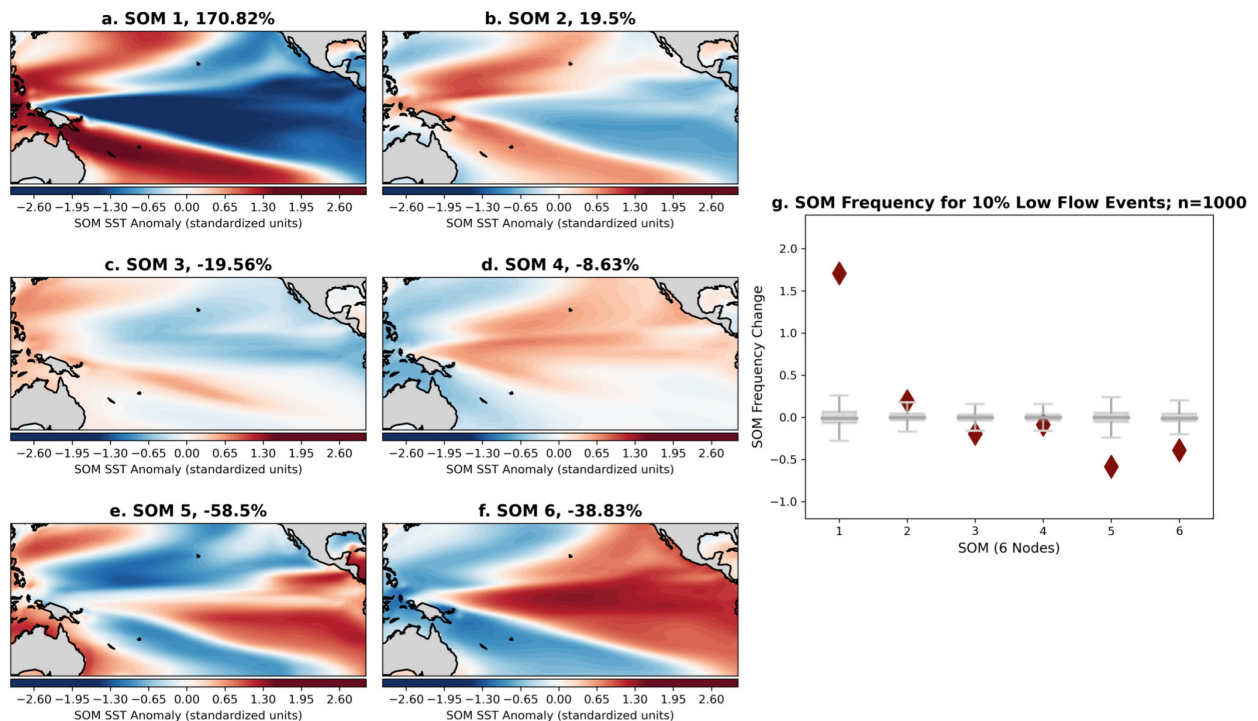 a. SOM 1, 170.82%
−2.60 −1.95 −1.30 −0.65 0.00 0.65 1.30 1.95 2.60
SOM SST Anomaly (standardized units)
b. SOM 2, 19.5%
−2.60 −1.95 −1.30 −0.65 0.00 0.65 1.30 1.95 2.60
SOM SST Anomaly (standardized units)
c. SOM 3, -19.56%
−2.60 −1.95 −1.30 −0.65 0.00 0.65 1.30 1.95 2.60
SOM SST Anomaly (standardized units)
d. SOM 4, -8.63%
−2.60 −1.95 −1.30 −0.65 0.00 0.65 1.30 1.95 2.60
SOM SST Anomaly (standardized units)
e. SOM 5, -58.5%
−2.60 −1.95 −1.30 −0.65 0.00 0.65 1.30 1.95 2.60
SOM SST Anomaly (standardized units)
f. SOM 6, -38.83%
−2.60 −1.95 −1.30 −0.65 0.00 0.65 1.30 1.95 2.60
SOM SST Anomaly (standardized units)
g. SOM Frequency for 10% Low Flow Events; n=1000
SOM Frequency Change
2.0
1.5
1.0
0.5
0.0
−0.5
−1.0
1 2 3 4 5 6
SOM (6 Nodes)